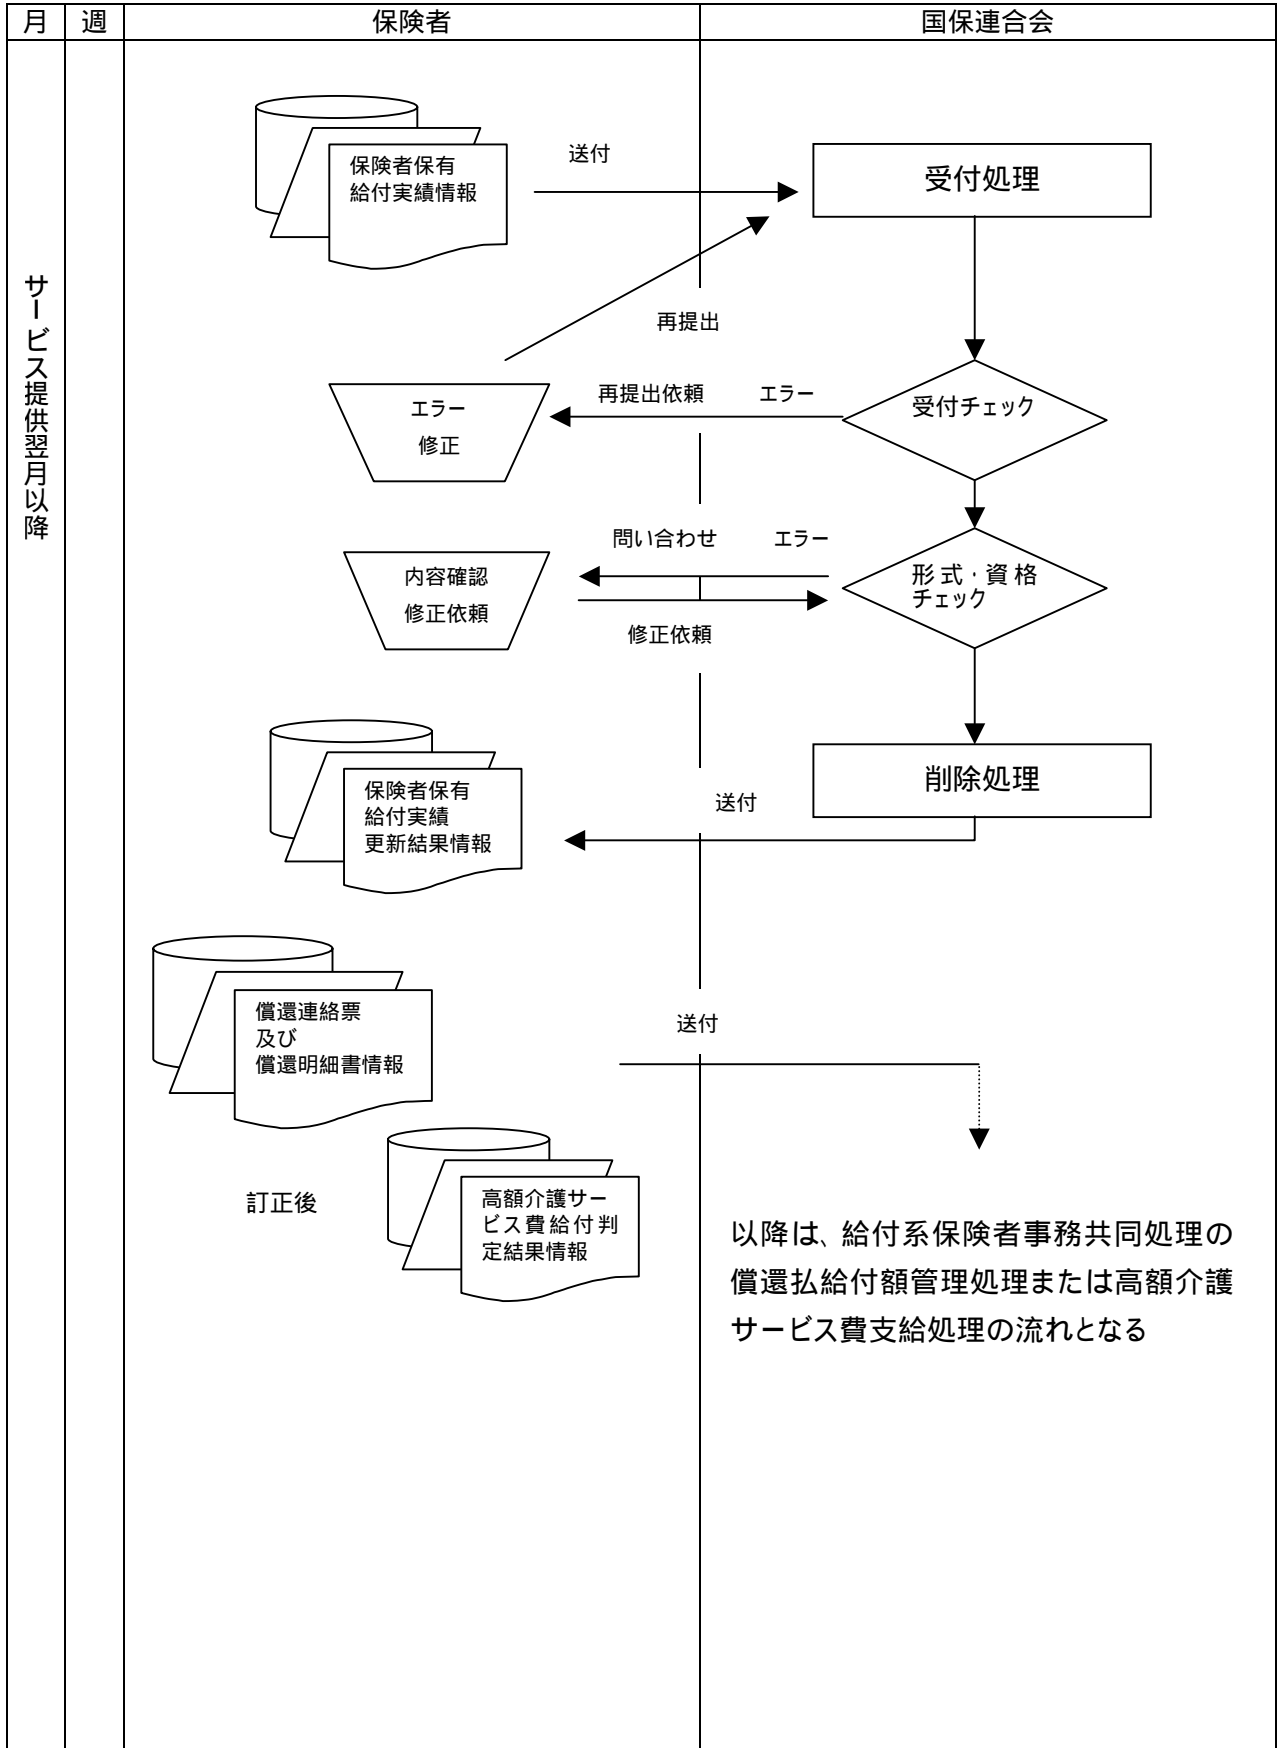 月 週 保険者 国保連合会
サービス提供翌月以降
保険者保有
給付実績情報
送付
受付処理
再提出
エラー
修正
再提出依頼 エラー
受付チェック
問い合わせ エラー
内容確認
修正依頼
形式・資格
チェック
修正依頼
削除処理
保険者保有
給付実績
更新結果情報
送付
償還連絡票
及び
償還明細書情報
送付
訂正後
高額介護サー
ビス費給付判
定結果情報
以降は、給付系保険者事務共同処理の
償還払給付額管理処理または高額介護
サービス費支給処理の流れとなる